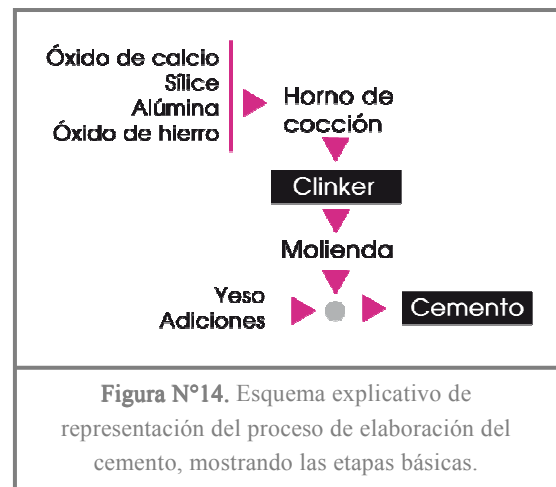 Óxido de calcio
Sílice
Alúmina
Óxido de hierro
Horno de
cocción
Clinker
Molienda
Yeso
Adiciones
Cemento
Figura N°14. Esquema explicativo de
representación del proceso de elaboración del
cemento, mostrando las etapas básicas.